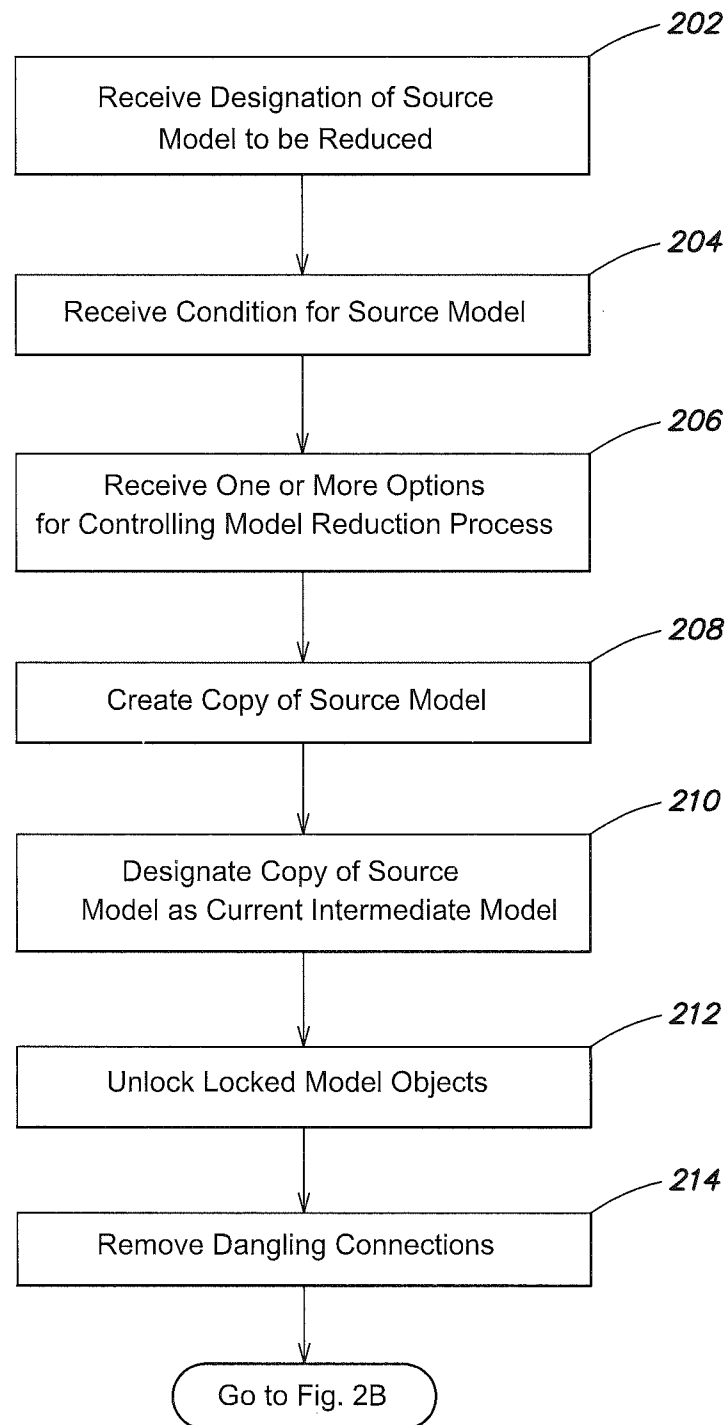 202
Receive Designation of Source
Model to be Reduced
204
Receive Condition for Source Model
206
Receive One or More Options
for Controlling Model Reduction Process
208
Create Copy of Source Model
210
Designate Copy of Source
Model as Current Intermediate Model
212
Unlock Locked Model Objects
214
Remove Dangling Connections
Go to Fig. 2B